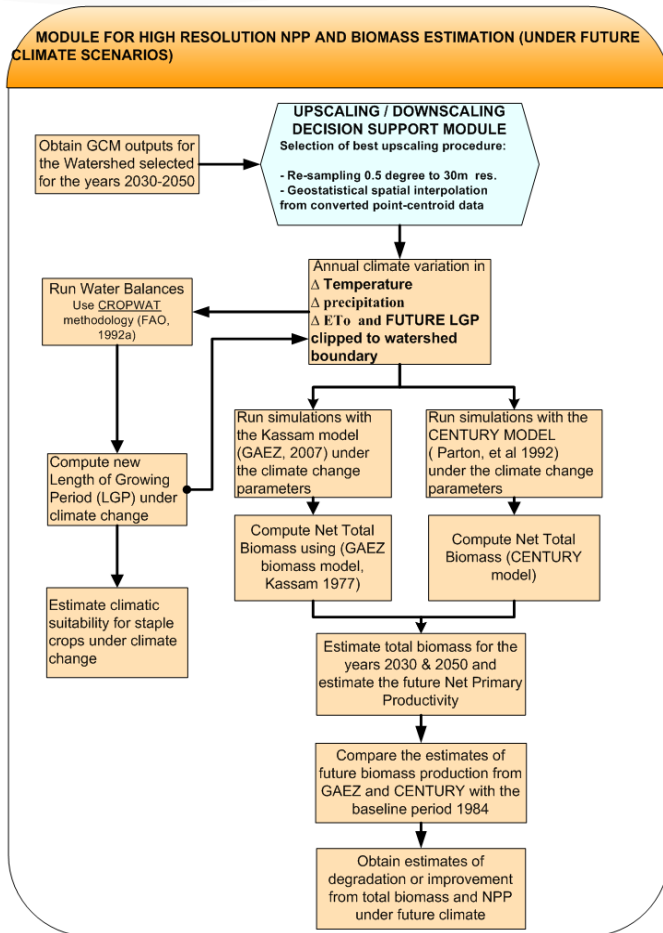 MODULE FOR HIGH RESOLUTION NPP AND BIOMASS ESTIMATION (UNDER FUTURE
CLIMATE SCENARIOS)
Obtain GCM outputs for
the Watershed selected
for the years 2030-2050
UPSCALING / DOWNSCALING
DECISION SUPPORT MODULE
Selection of best upscaling procedure:
- Re-sampling 0.5 degree to 30m res.
- Geostatistical spatial interpolation
from converted point-centroid data
Annual climate variation in
Δ Temperature
Δ precipitation
Δ ETo and FUTURE LGP
clipped to watershed
boundary
Run Water Balances
Use CROPWAT
methodology (FAO,
1992a)
Compute new
Length of Growing
Period (LGP) under
climate change
Estimate climatic
suitability for staple
crops under climate
change
Run simulations with
the Kassam model
(GAEZ, 2007) under
the climate change
parameters
Run simulations with the
CENTURY MODEL
( Parton, et al 1992)
under the climate change
parameters
Compute Net Total
Biomass using (GAEZ
biomass model,
Kassam 1977)
Compute Net Total
Biomass (CENTURY
model)
Estimate total biomass for the
years 2030 & 2050 and
estimate the future Net Primary
Productivity
Compare the estimates of
future biomass production from
GAEZ and CENTURY with the
baseline period 1984
Obtain estimates of
degradation or improvement
from total biomass and NPP
under future climate